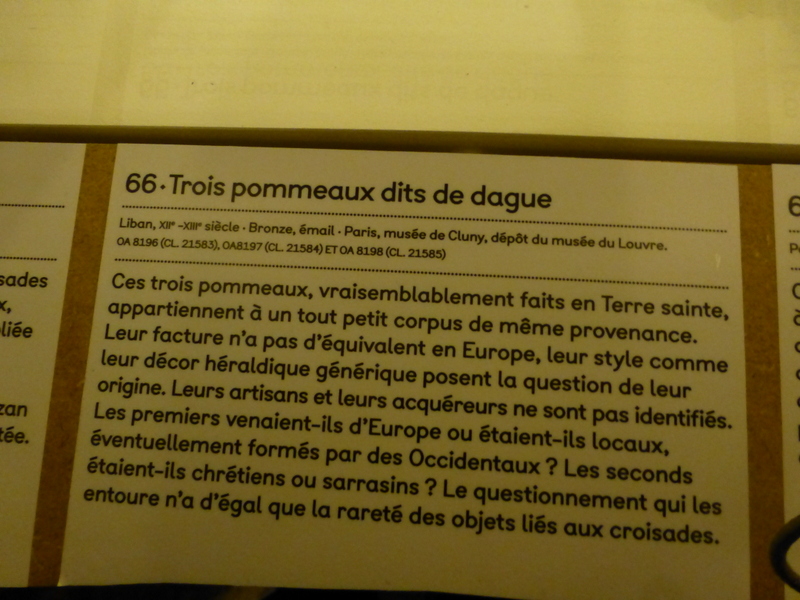 66 · Trois pommeaux dits de dague
Liban, XIIe -XIIIe siècle · Bronze, émail · Paris, musée de Cluny, dépôt du musée du Louvre.
OA 8196 (CL. 21583), OA8197 (CL. 21584) ET OA 8198 (CL. 21585)
Ces trois pommeaux, vraisemblablement faits en Terre sainte,
appartiennent à un tout petit corpus de même provenance.
Leur facture n'a pas d'équivalent en Europe, leur style comme
leur décor héraldique générique posent la question de leur
origine. Leurs artisans et leurs acquéreurs ne sont pas identifiés.
Les premiers venaient-ils d'Europe ou étaient-ils locaux,
éventuellement formés par des Occidentaux ? Les seconds
étaient-ils chrétiens ou sarrasins ? Le questionnement qui les
entoure n'a d'égal que la rareté des objets liés aux croisades.